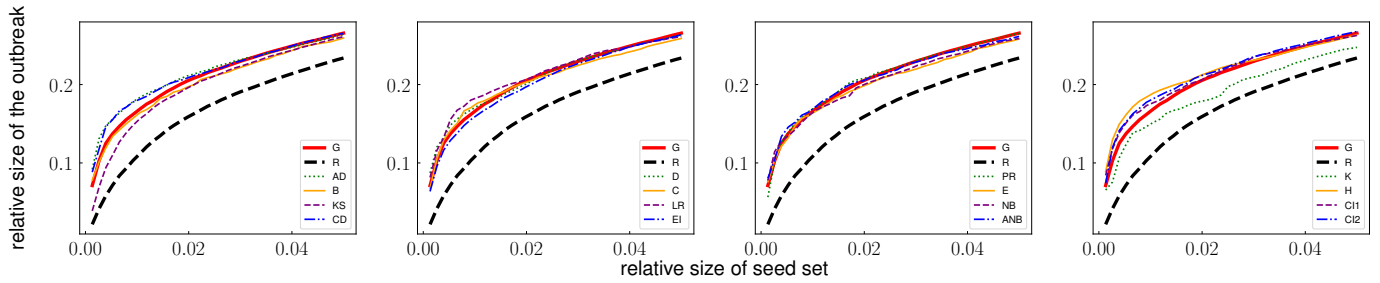 relative size of the outbreak
0.2
0.1
0.00
0.02
0.04
G
R
AD
B
KS
CD
0.2
0.1
0.00
0.02
0.04
G
R
D
C
LR
EI
0.2
0.1
0.00
0.02
0.04
G
R
PR
E
NB
ANB
0.2
0.1
0.00
0.02
0.04
G
R
K
H
CI1
CI2
relative size of seed set